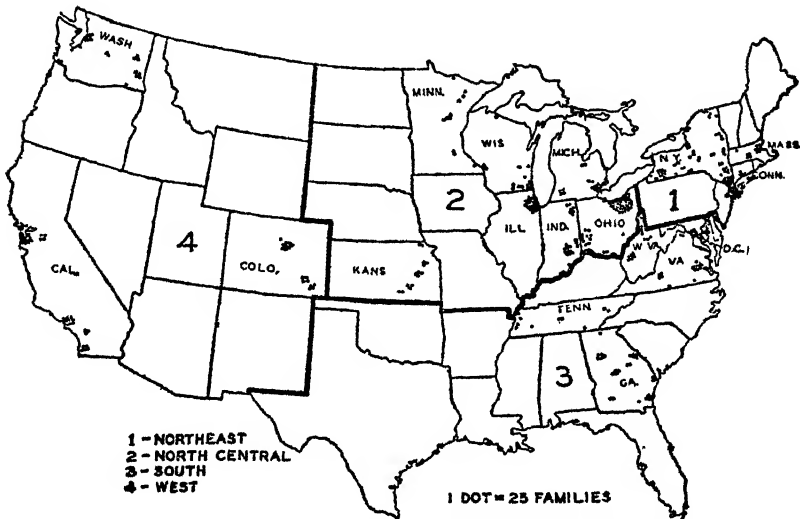 WASH
MINN.
WIS
MICH
N.Y.
MASS
CONN.
2
1
4
ILL
IND.
OHIO
W VA
VA
D.C.
CAL.
COLO.
KANS
TENN
3
GA.
1 - NORTHEAST
2 - NORTH CENTRAL
3 - SOUTH
4 - WEST
1 DOT = 25 FAMILIES